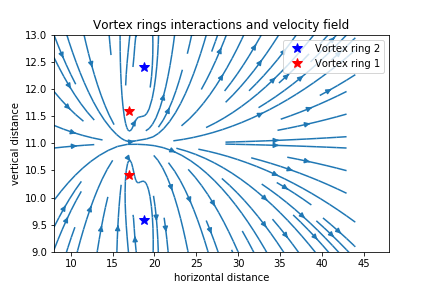 Vortex rings interactions and velocity field
Vortex ring 2
Vortex ring 1
vertical distance
13.0
12.5
12.0
11.5
11.0
10.5
10.0
9.5
9.0
10 15 20 25 30 35 40 45
horizontal distance